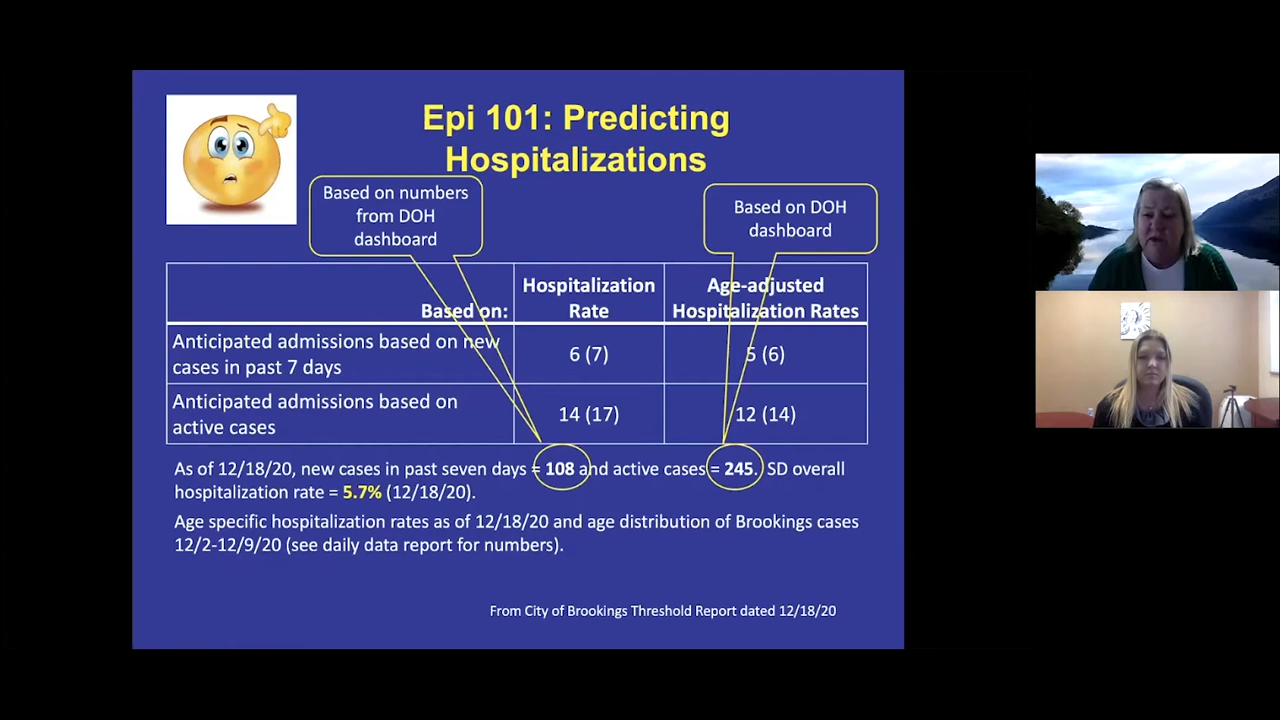 Epi 101: Predicting
Hospitalizations
Based on numbers
from DOH
dashboard
Based on DOH
dashboard
Based on:
Hospitalization
Rate
Age-adjusted
Hospitalization Rates
Anticipated admissions based on new
cases in past 7 days
6 (7)
5 (6)
Anticipated admissions based on
active cases
14 (17)
12 (14)
As of 12/18/20, new cases in past seven days = 108 and active cases = 245. SD overall
hospitalization rate = 5.7% (12/18/20).
Age specific hospitalization rates as of 12/18/20 and age distribution of Brookings cases
12/2-12/9/20 (see daily data report for numbers).
From City of Brookings Threshold Report dated 12/18/20